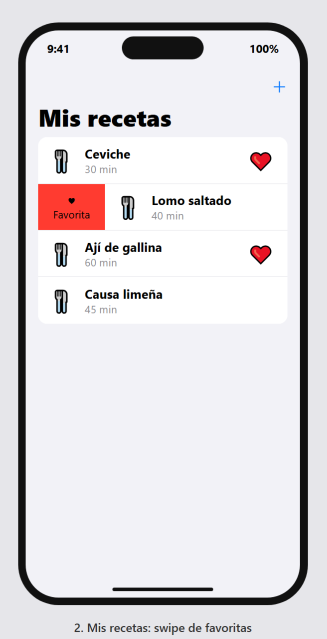 9:41 100%
+
Mis recetas
Ceviche
30 min
Favorita
Lomo saltado
40 min
Ají de gallina
60 min
Causa limeña
45 min
2. Mis recetas: swipe de favoritas